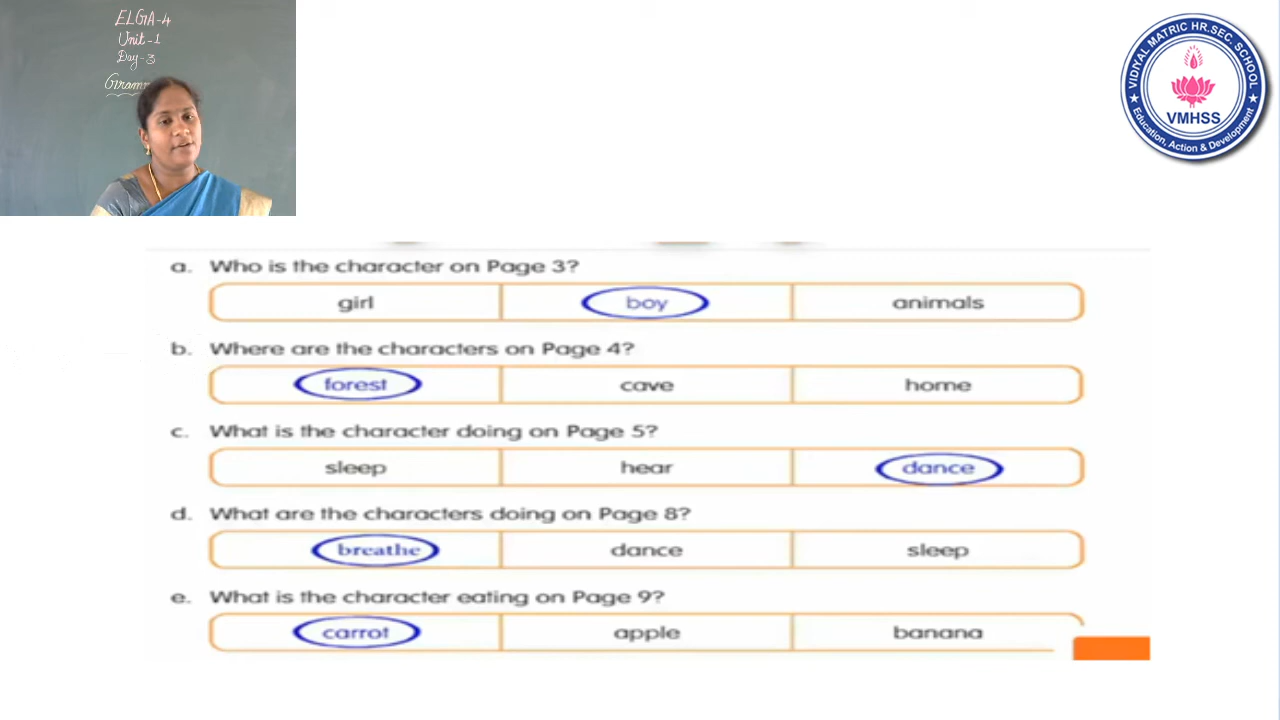 ELGA-4
Unit-1
Day-3
Gramm
VIDIYAL MATRIC HR.SEC. SCHOOL
VMHSS
Education, Action & Development
a. Who is the character on Page 3?
girl boy animals
b. Where are the characters on Page 4?
forest cave home
c. What is the character doing on Page 5?
sleep hear dance
d. What are the characters doing on Page 8?
breathe dance sleep
e. What is the character eating on Page 9?
carrot apple banana